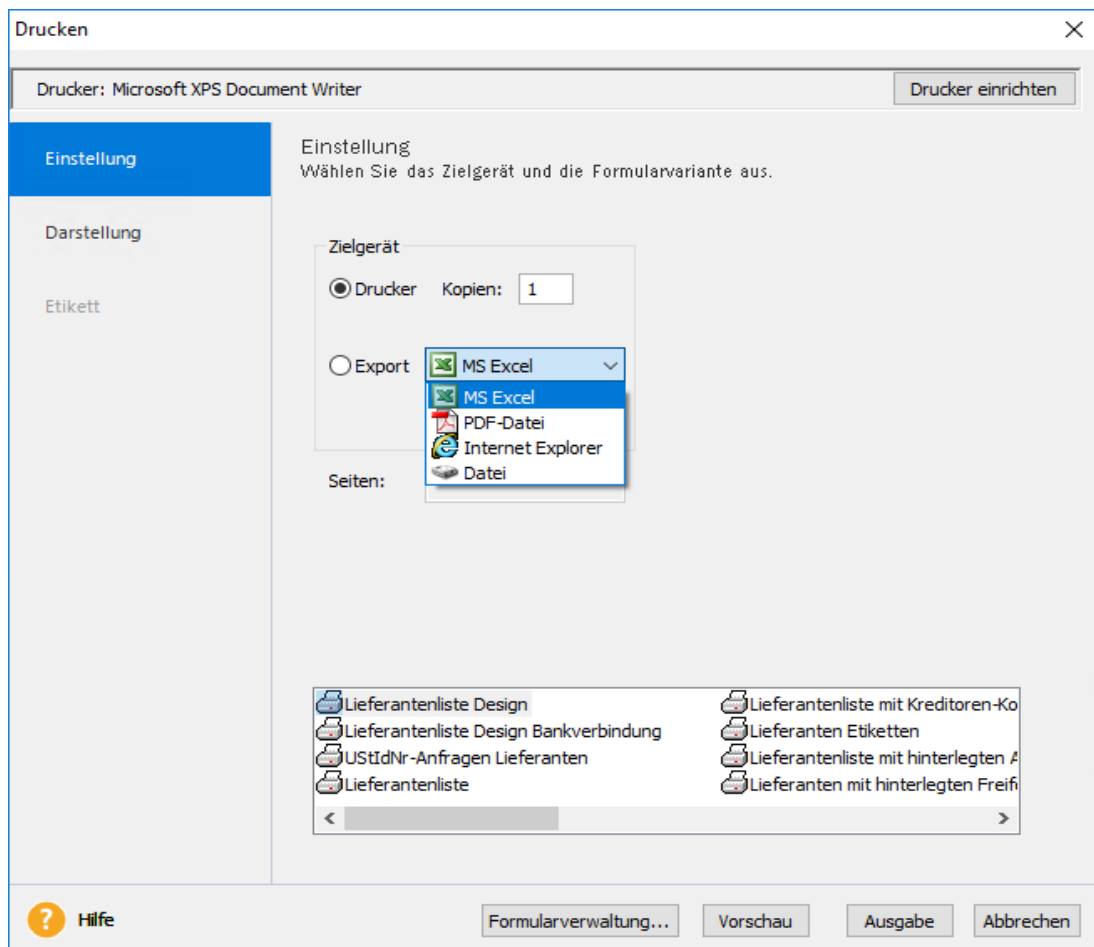 Drucken
Drucker: Microsoft XPS Document Writer
Drucker einrichten
Einstellung
Darstellung
Etikett
Einstellung
Wählen Sie das Zielgerät und die Formularvariante aus.
Zielgerät
Drucker Kopien: 1
Export MS Excel
MS Excel
PDF-Datei
Internet Explorer
Datei
Seiten:
Lieferantenliste Design
Lieferantenliste Design Bankverbindung
UStIdNr-Anfragen Lieferanten
Lieferantenliste
Lieferantenliste mit Kreditoren-Ko
Lieferanten Etiketten
Lieferantenliste mit hinterlegten A
Lieferanten mit hinterlegten Freif
? Hilfe
Formularverwaltung...
Vorschau
Ausgabe
Abbrechen